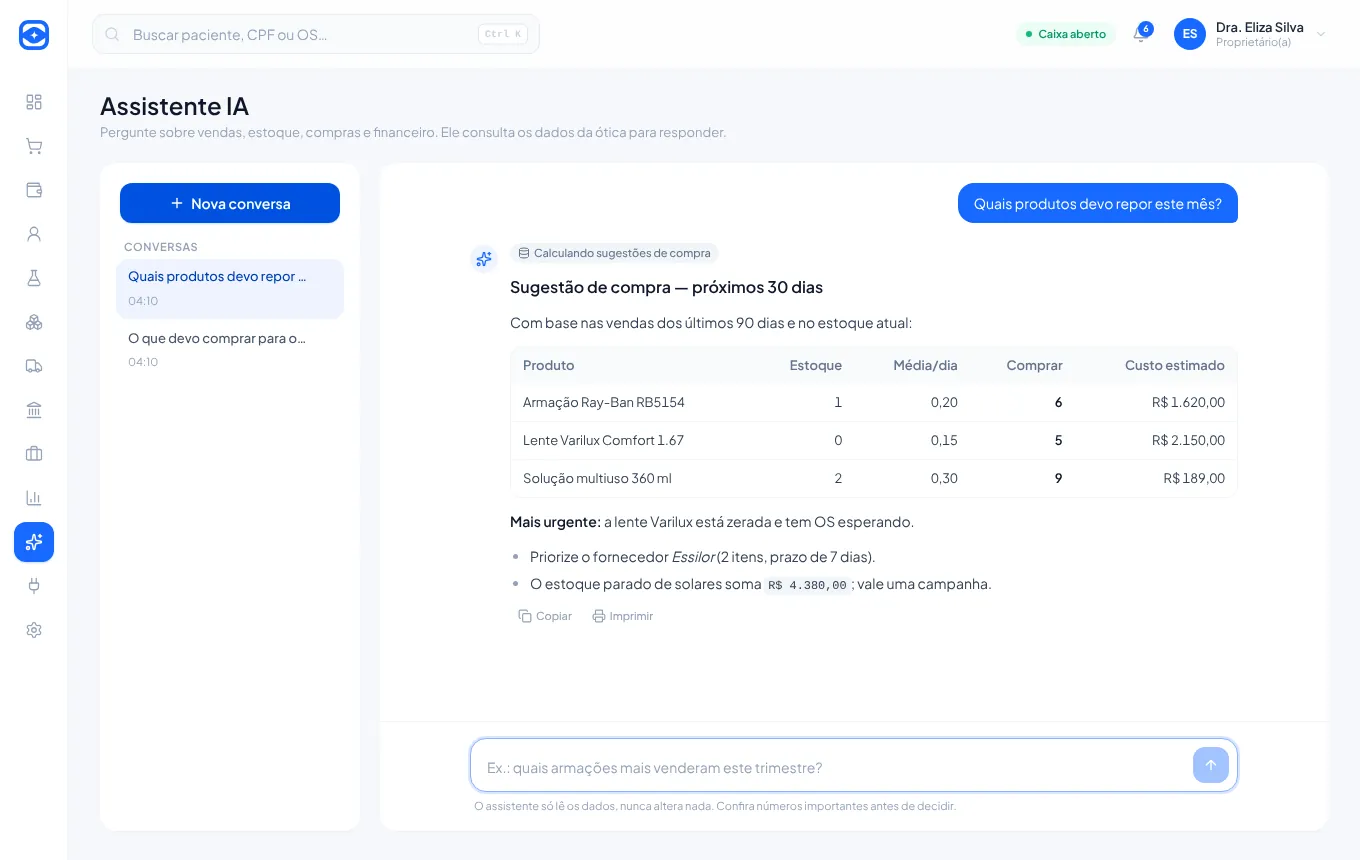 Buscar paciente, CPF ou OS...
Ctrl K
Caixa aberto
6
ES
Dra. Eliza Silva
Proprietário(a)
Assistente IA
Pergunte sobre vendas, estoque, compras e financeiro. Ele consulta os dados da ótica para responder.
+ Nova conversa
CONVERSAS
Quais produtos devo repor ...
04:10
O que devo comprar para o...
04:10
Quais produtos devo repor este mês?
Calculando sugestões de compra
Sugestão de compra — próximos 30 dias
Com base nas vendas dos últimos 90 dias e no estoque atual:
Produto Estoque Média/dia Comprar Custo estimado
Armação Ray-Ban RB5154 1 0,20 6 R$ 1.620,00
Lente Varilux Comfort 1.67 0 0,15 5 R$ 2.150,00
Solução multiuso 360 ml 2 0,30 9 R$ 189,00
Mais urgente: a lente Varilux está zerada e tem OS esperando.
• Priorize o fornecedor Essilor (2 itens, prazo de 7 dias).
• O estoque parado de solares soma R$ 4.380,00; vale uma campanha.
Copiar Imprimir
Ex.: quais armações mais venderam este trimestre?
O assistente só lê os dados, nunca altera nada. Confira números importantes antes de decidir.